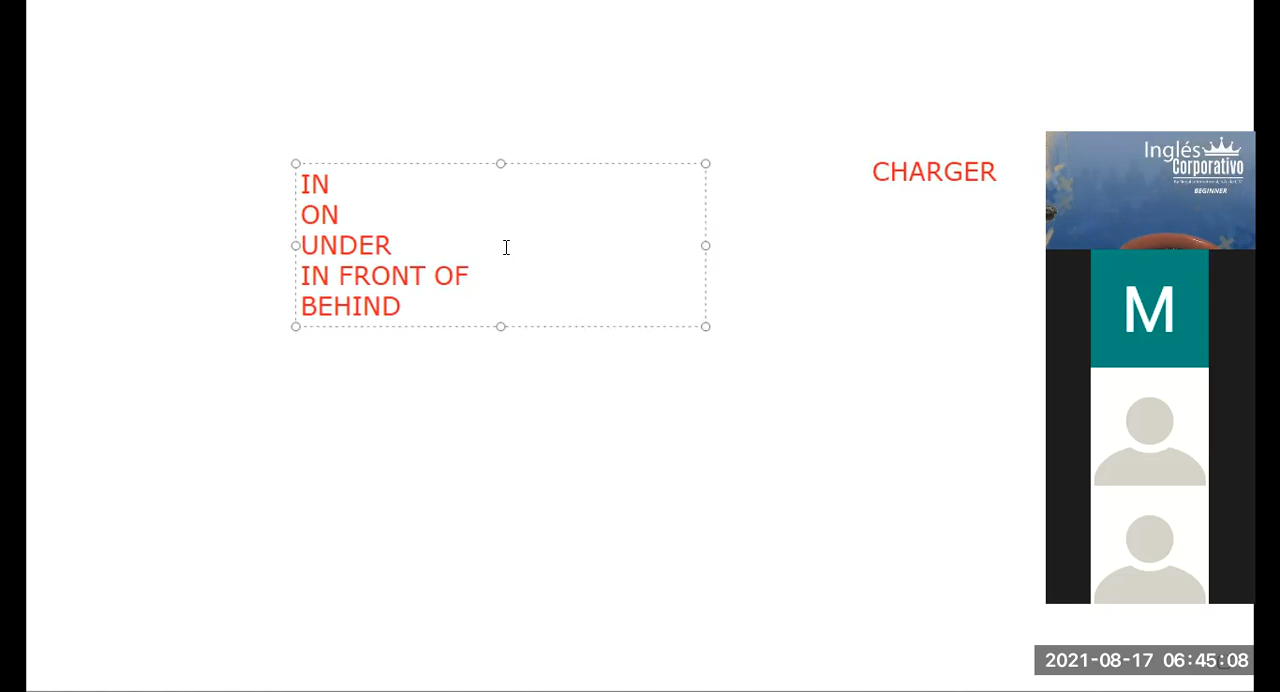 IN
ON
UNDER
IN FRONT OF
BEHIND
CHARGER
Inglés
Corporativo
BEGINNER
M
2021-08-17 06:45:08